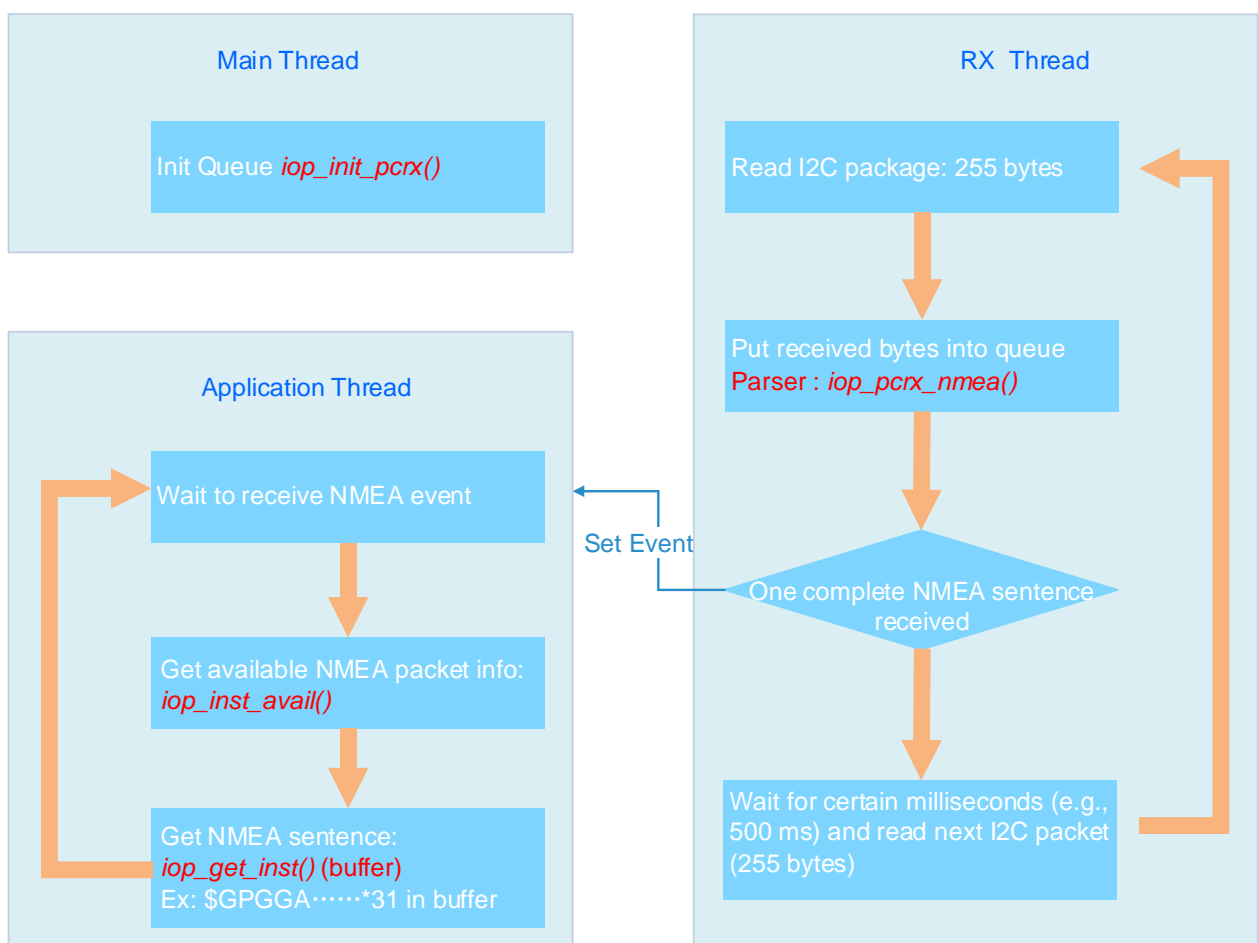 Main Thread
Init Queue iop_init_pcrx()
Application Thread
Wait to receive NMEA event
Get available NMEA packet info:
iop_inst_avail()
Get NMEA sentence:
iop_get_inst() (buffer)
Ex: $GPGGA⋯⋯*31 in buffer
Set Event
RX Thread
Read I2C package: 255 bytes
Put received bytes into queue
Parser : iop_pcrx_nmea()
One complete NMEA sentence
received
Wait for certain milliseconds (e.g.,
500 ms) and read next I2C packet
(255 bytes)